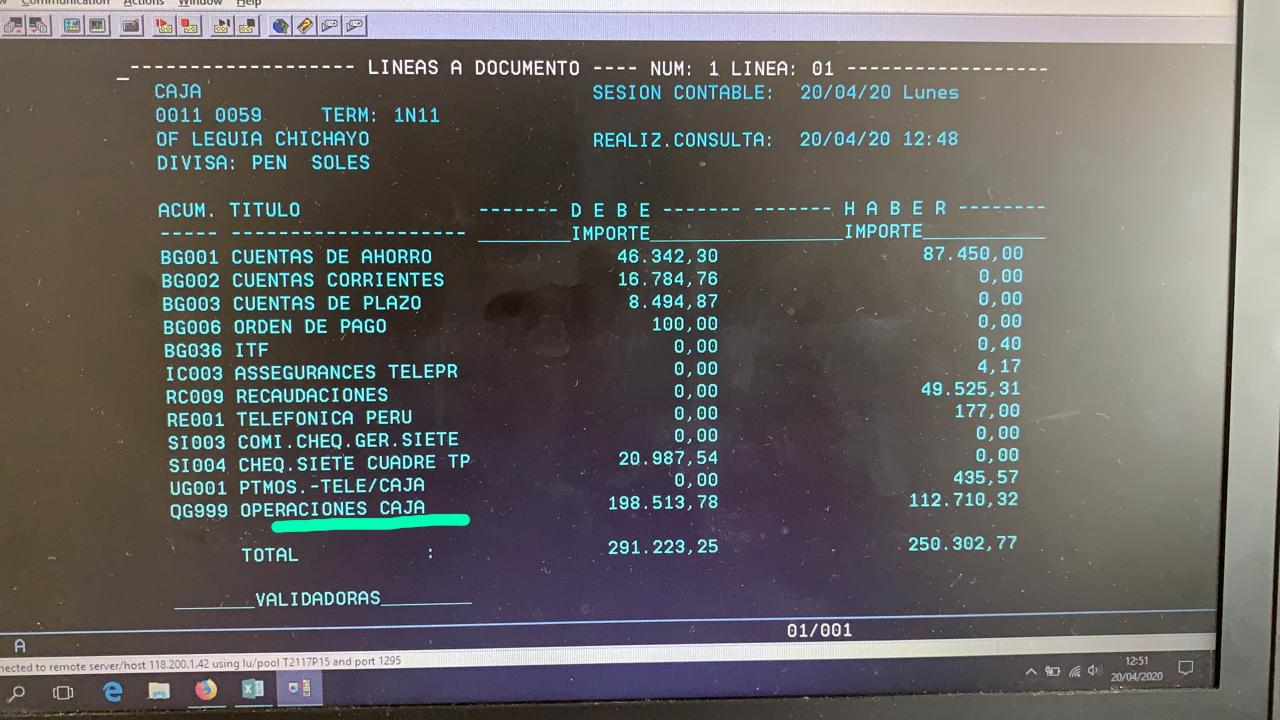 Communication Actions Window Help
------------------- LINEAS A DOCUMENTO ---- NUM: 1 LINEA: 01 -----------------
CAJA SESION CONTABLE: 20/04/20 Lunes
0011 0059 TERM: 1N11
OF LEGUIA CHICHAYO REALIZ.CONSULTA: 20/04/20 12:48
DIVISA: PEN SOLES
ACUM. TITULO ------- D E B E ------- ------- H A B E R --------
----- -------------------- ________IMPORTE________________IMPORTE___________
BG001 CUENTAS DE AHORRO 46.342,30 87.450,00
BG002 CUENTAS CORRIENTES 16.784,76 0,00
BG003 CUENTAS DE PLAZO 8.494,87 0,00
BG006 ORDEN DE PAGO 100,00 0,00
BG036 ITF 0,00 0,40
IC003 ASSEGURANCES TELEPR 0,00 4,17
RC009 RECAUDACIONES 0,00 49.525,31
RE001 TELEFONICA PERU 0,00 177,00
SI003 COMI.CHEQ.GER.SIETE 0,00 0,00
SI004 CHEQ.SIETE CUADRE TP 20.987,54 0,00
UG001 PTMOS.-TELE/CAJA 0,00 435,57
QG999 OPERACIONES CAJA 198.513,78 112.710,32
TOTAL : 291.223,25 250.302,77
_______VALIDADORAS________
A 01/001
nected to remote server/host 118.200.1.42 using lu/pool T2117P15 and port 1295
12:51
20/04/2020